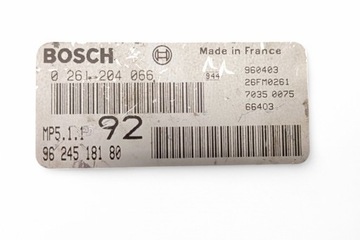 BOSCH Made in France
0 261 204 066 944 960403
26FM0261
7035 0075
66403
MP5.1.1 92
96 245 181 80